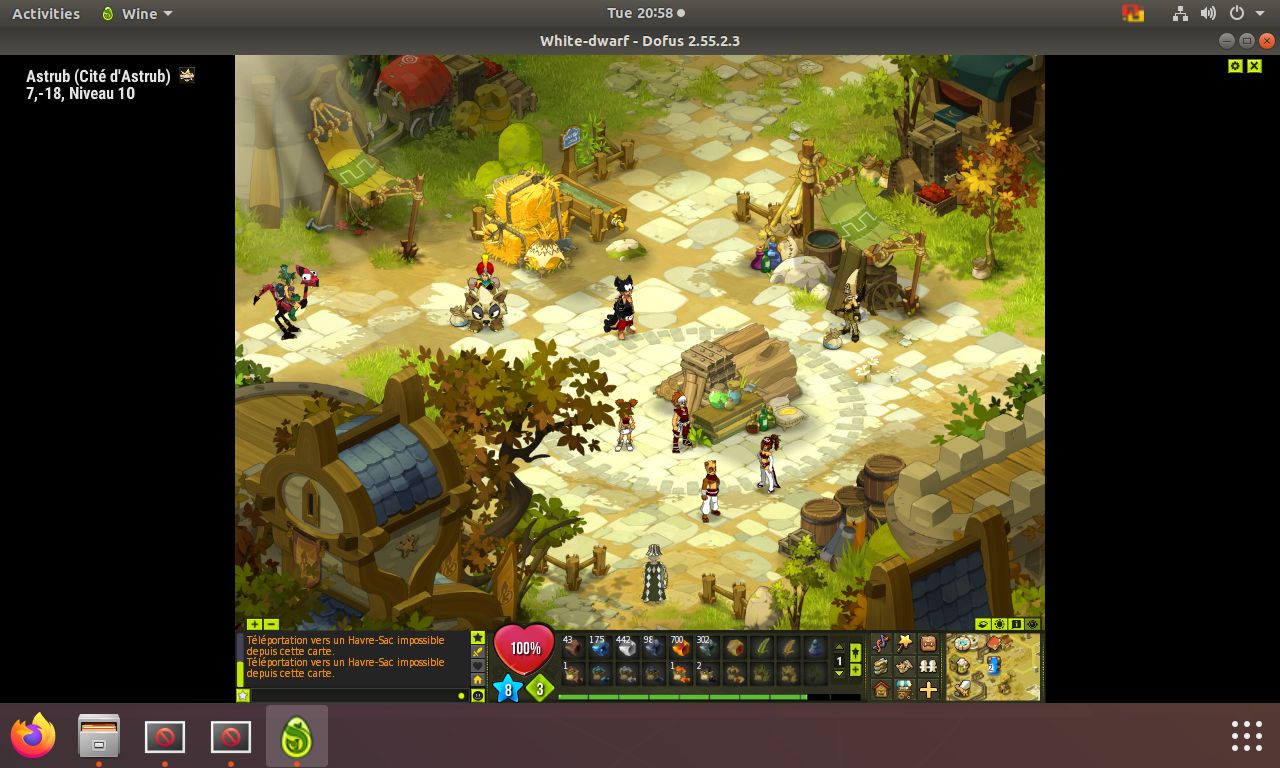 Activities
Wine
Tue 20:58
White-dwarf - Dofus 2.55.2.3
Astrub (Cité d'Astrub)
7,-18, Niveau 10
Téléportation vers un Havre-Sac impossible
depuis cette carte.
Téléportation vers un Havre-Sac impossible
depuis cette carte.
100%
8
3
43 175 442 98 700 302
1 1 2
1